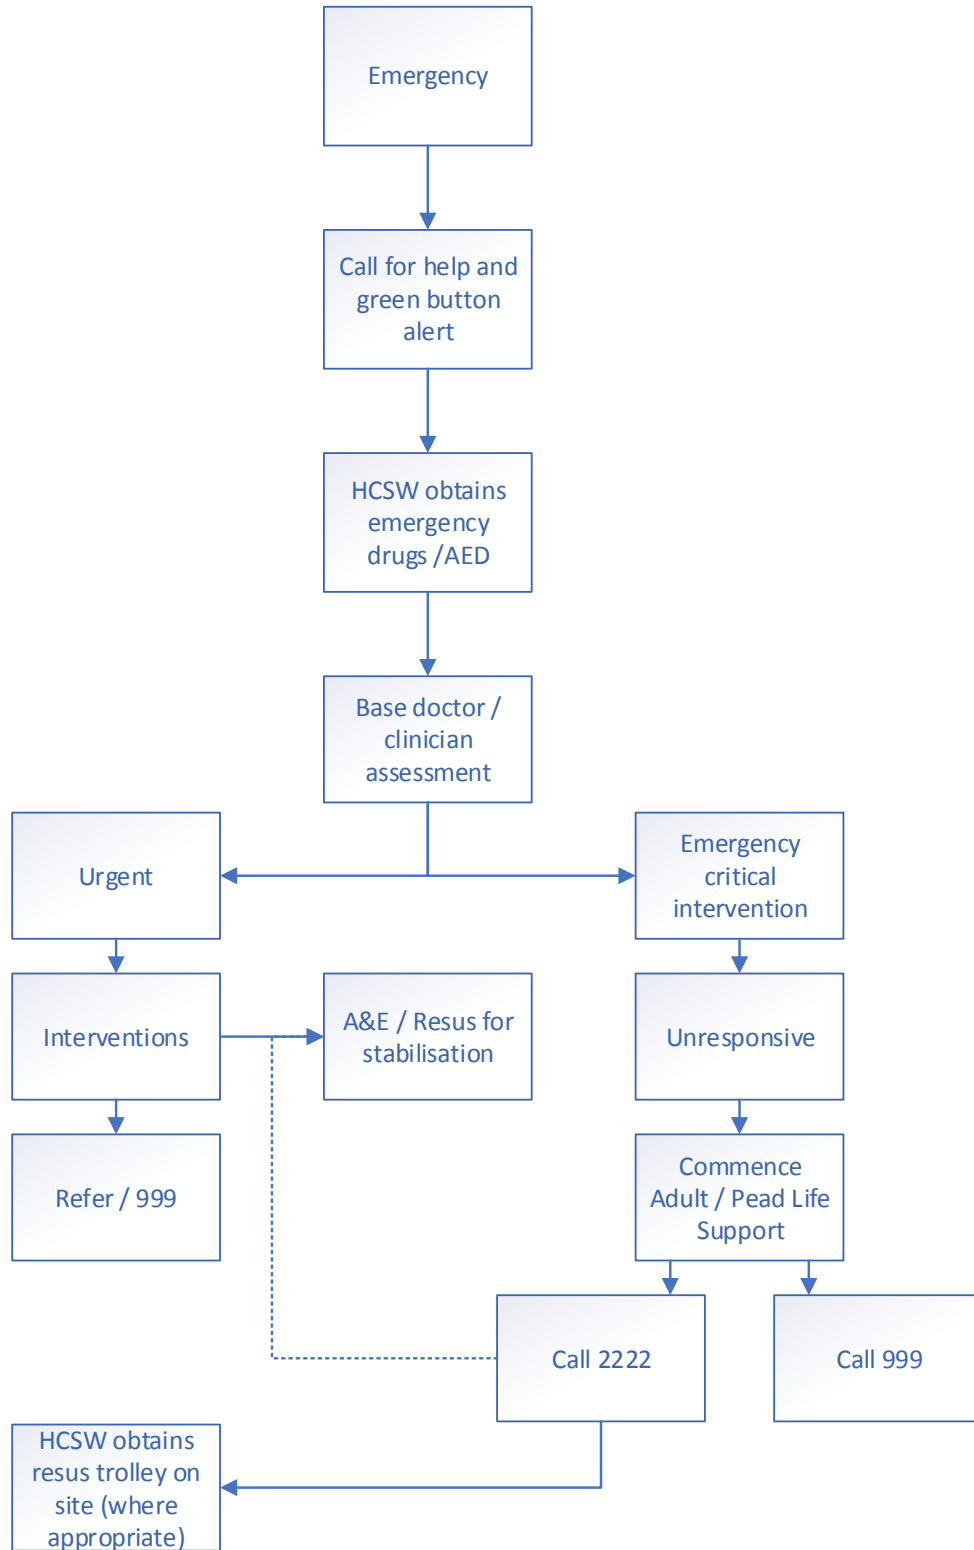 Emergency
Call for help and
green button
alert
HCSW obtains
emergency
drugs /AED
Base doctor /
clinician
assessment
Urgent
Emergency
critical
intervention
Interventions
A&E / Resus for
stabilisation
Unresponsive
Refer / 999
Commence
Adult / Pead Life
Support
Call 2222
Call 999
HCSW obtains
resus trolley on
site (where
appropriate)